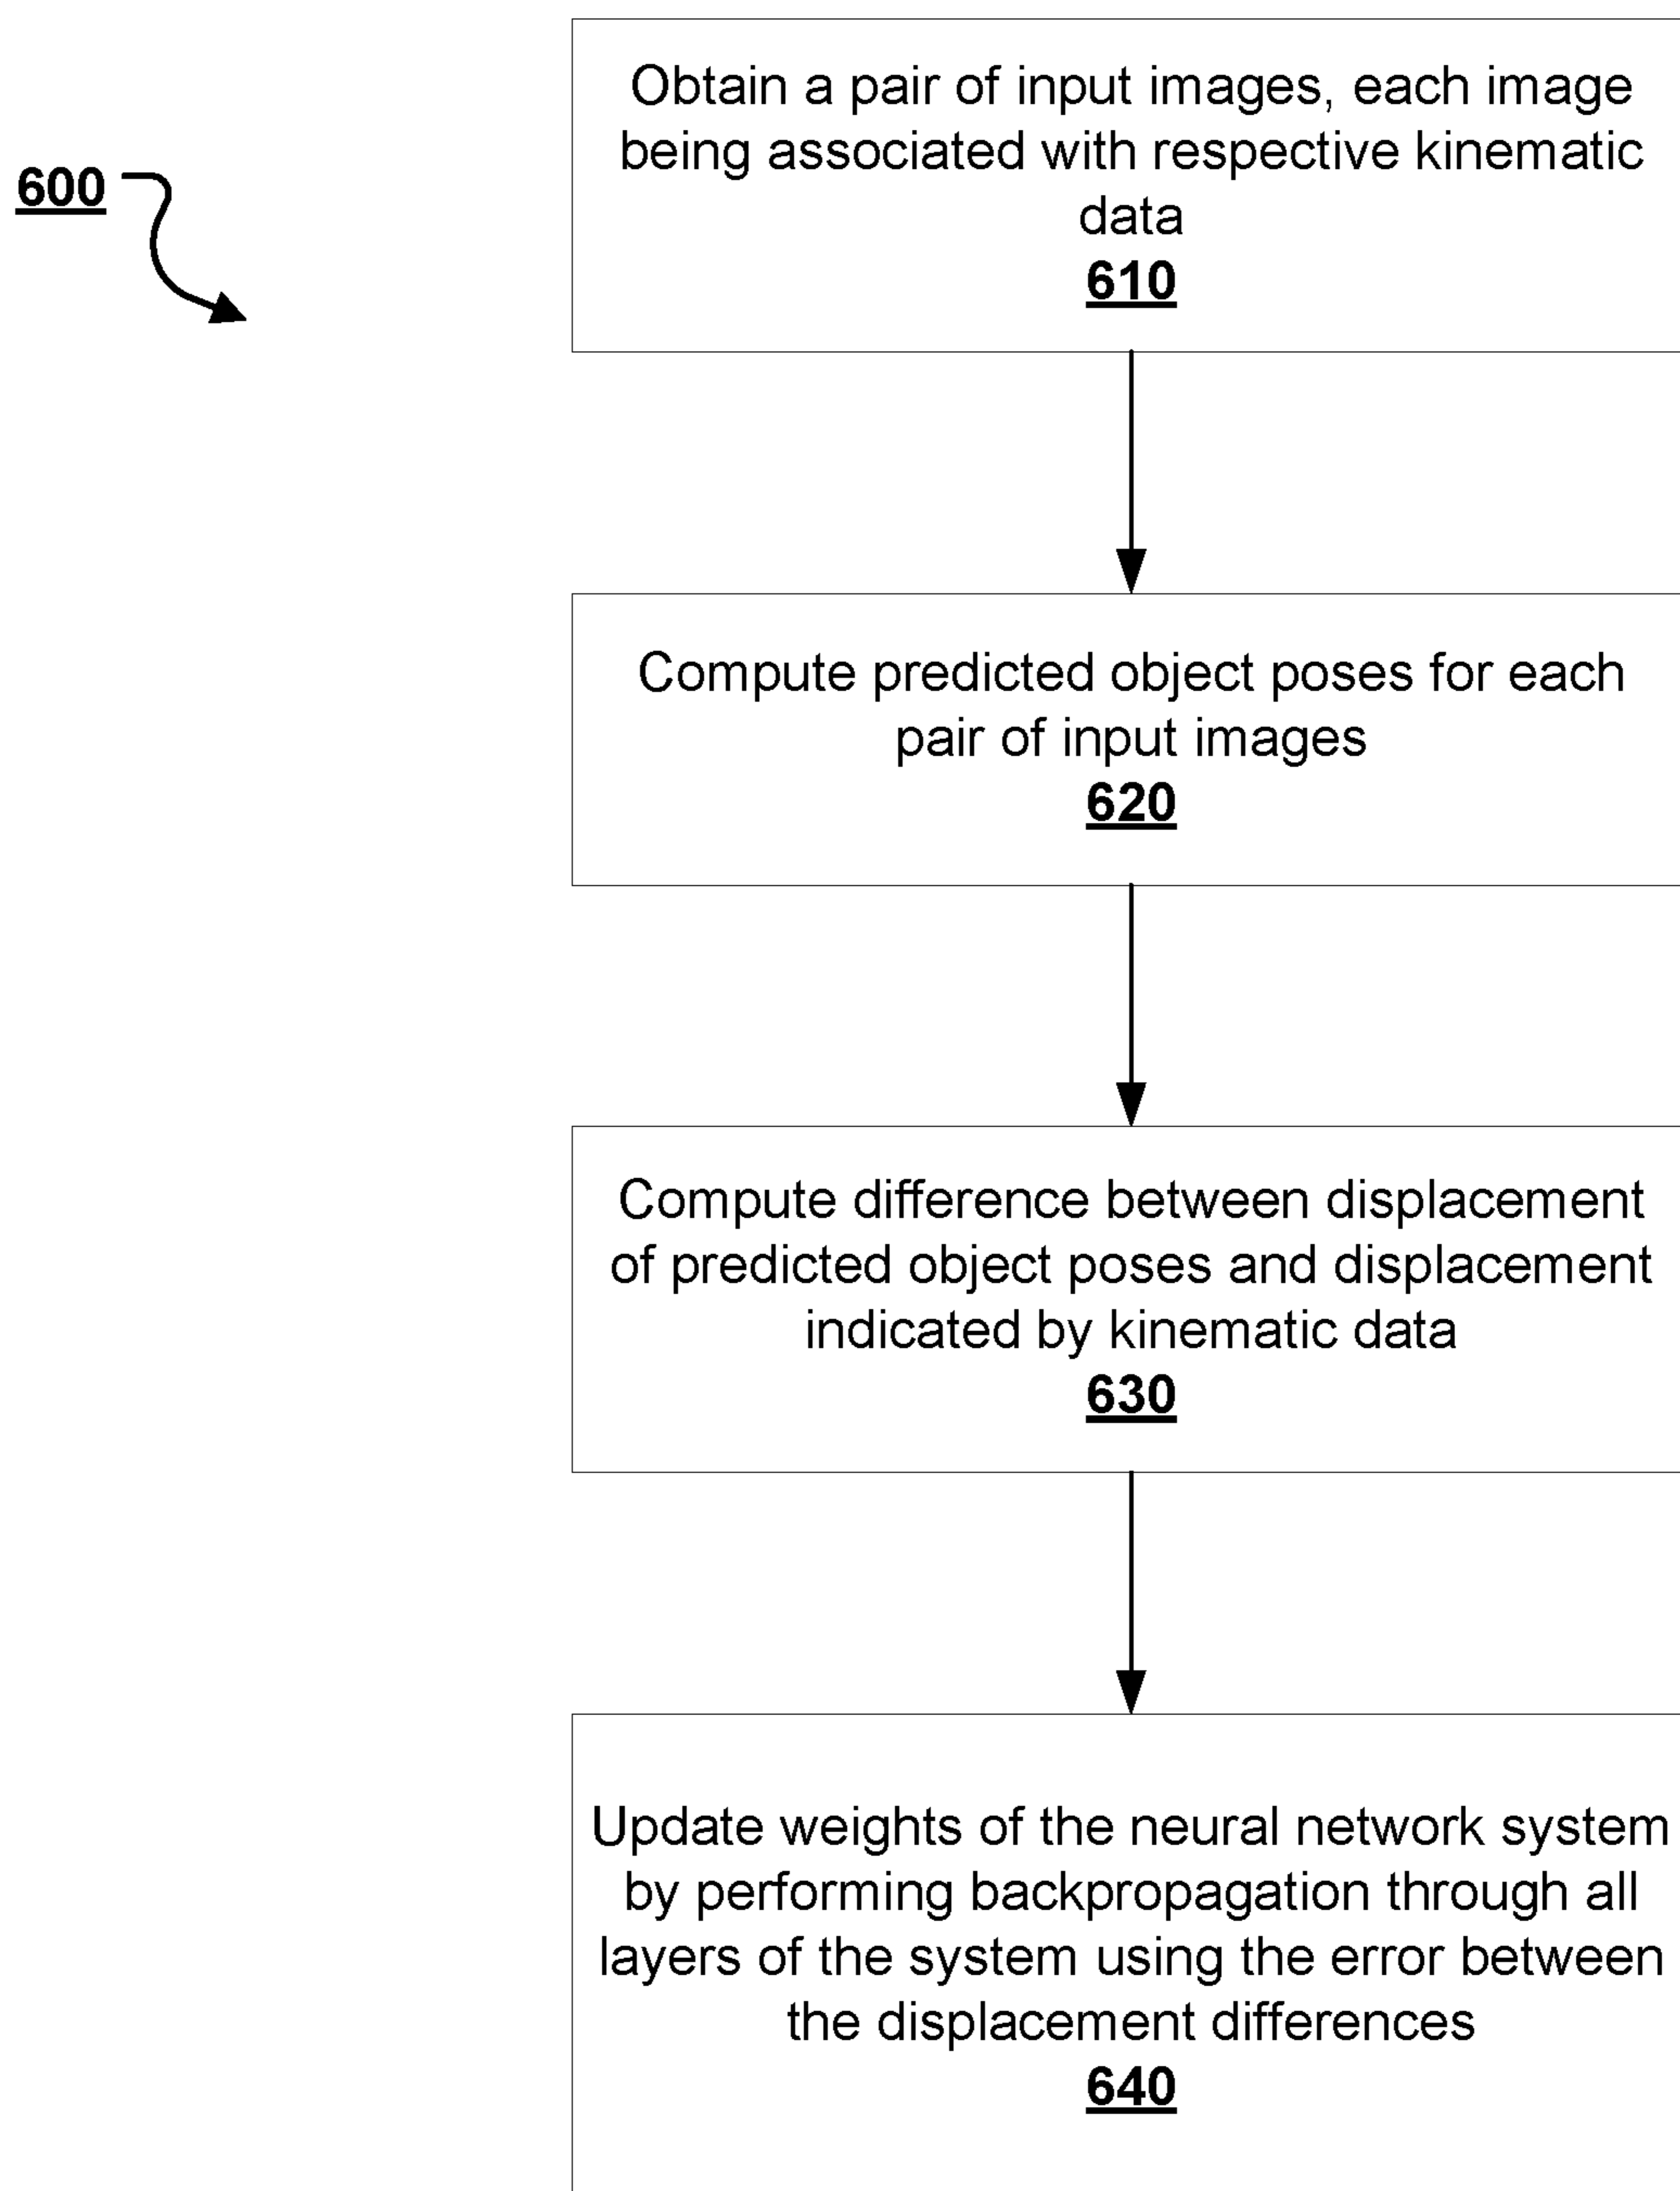 Obtain a pair of input images, each image
being associated with respective kinematic
data
610
600
Compute predicted object poses for each
pair of input images
620
Compute difference between displacement
of predicted object poses and displacement
indicated by kinematic data
630
Update weights of the neural network system
by performing backpropagation through all
layers of the system using the error between
the displacement differences
640